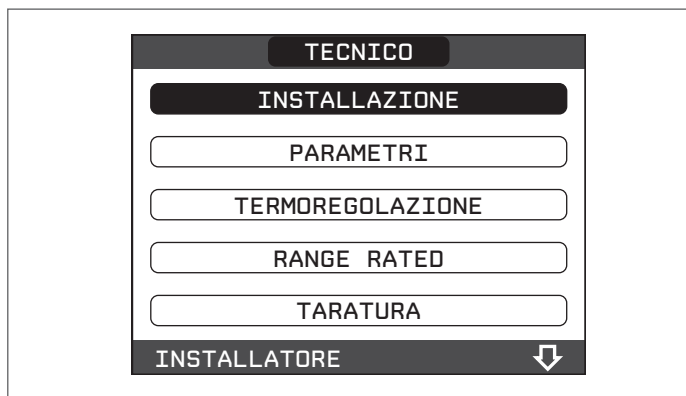 TECNICO
INSTALLAZIONE
PARAMETRI
TERMOREGOLAZIONE
RANGE RATED
TARATURA
INSTALLATORE